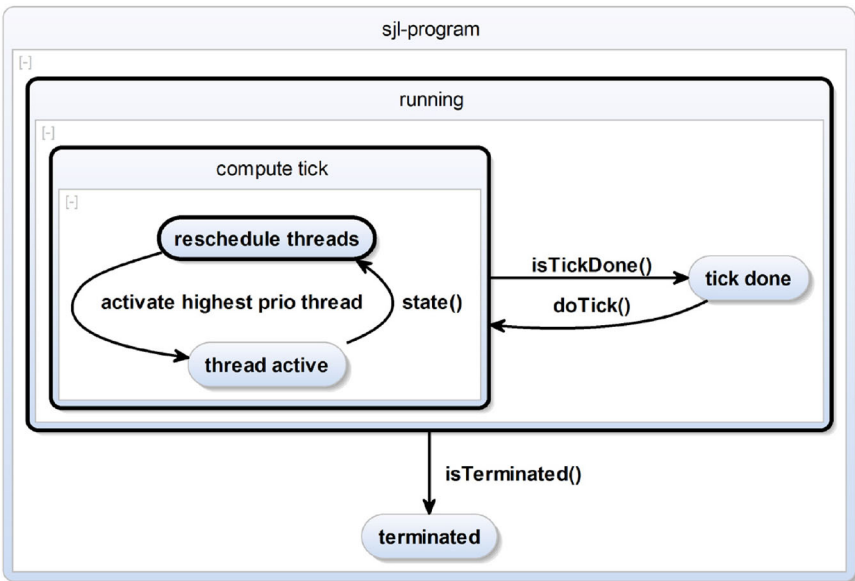 sjl-program
[-]
running
[-]
compute tick
[-]
reschedule threads
activate highest prio thread
state()
thread active
isTickDone()
doTick()
tick done
isTerminated()
terminated